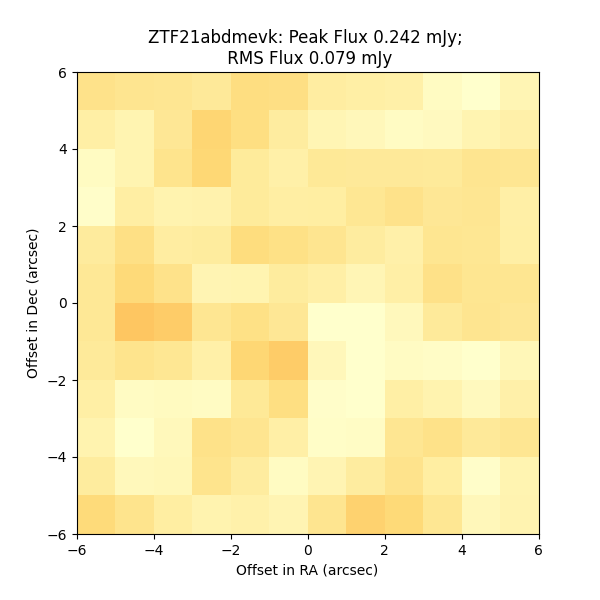 ZTF21abdmevk: Peak Flux 0.242 mJy;
RMS Flux 0.079 mJy
6
4
2
0
−2
−4
−6
Offset in Dec (arcsec)
−6 −4 −2 0 2 4 6
Offset in RA (arcsec)